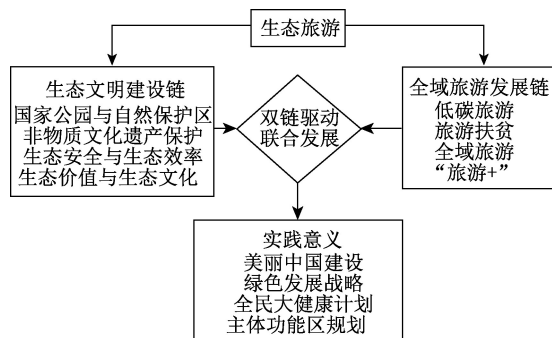 生态旅游
生态文明建设链
国家公园与自然保护区
非物质文化遗产保护
生态安全与生态效率
生态价值与生态文化
双链驱动
联合发展
全域旅游发展链
低碳旅游
旅游扶贫
全域旅游
“旅游+”
实践意义
美丽中国建设
绿色发展战略
全民大健康计划
主体功能区规划